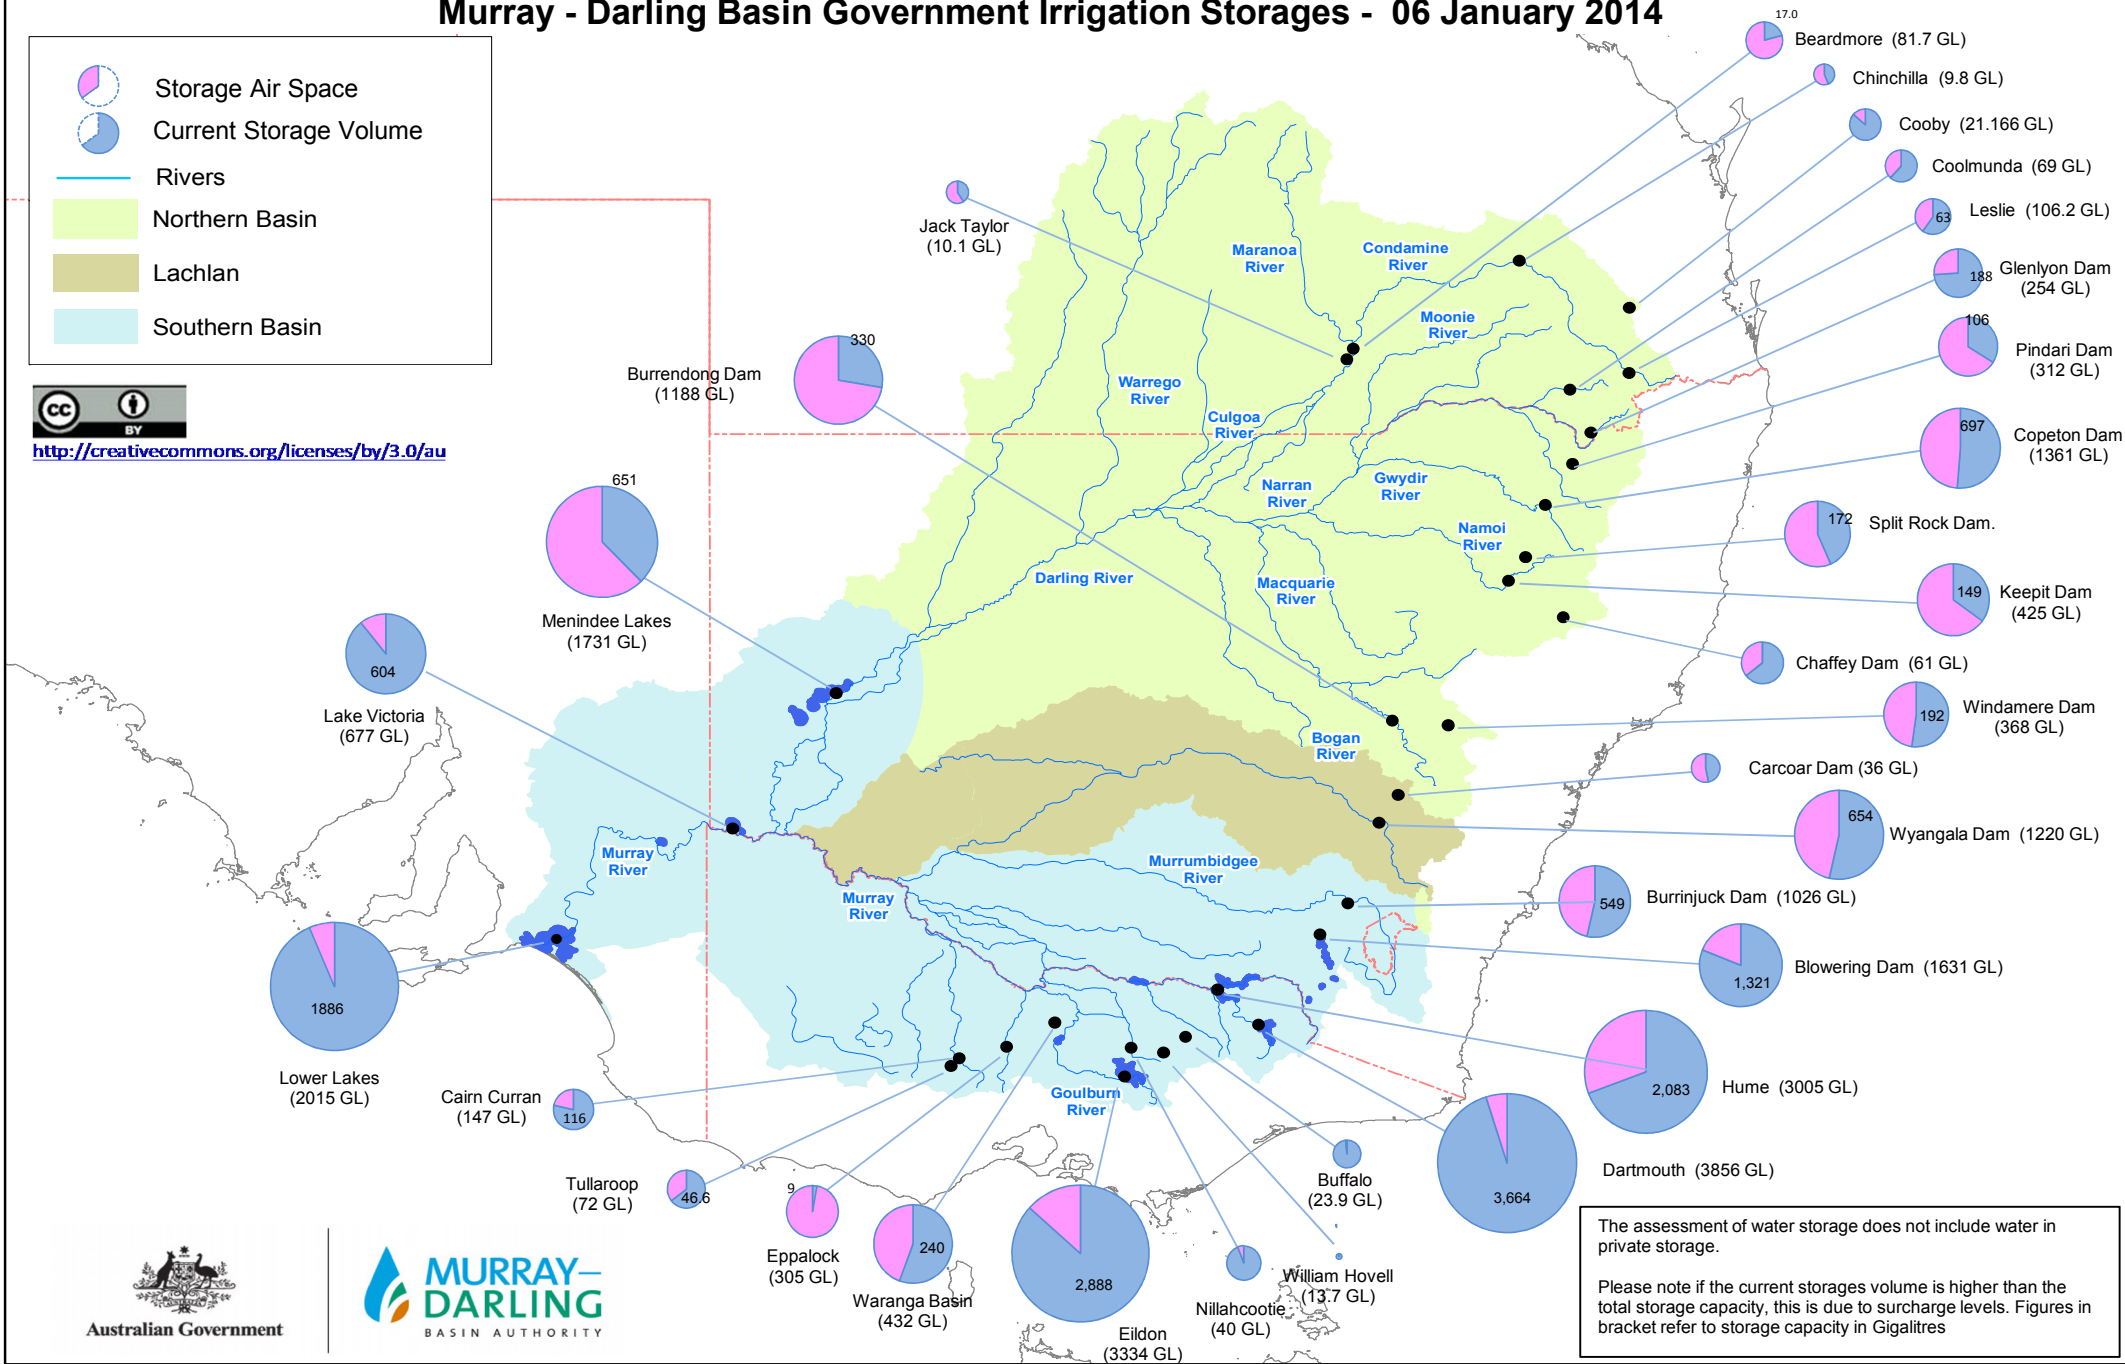 Murray - Darling Basin Government Irrigation Storages - 06 January 2014
Storage Air Space
Current Storage Volume
Rivers
Northern Basin
Lachlan
Southern Basin
CC
BY
http://creativecommons.org/licenses/by/3.0/au
17.0
Beardmore (81.7 GL)
Chinchilla (9.8 GL)
Cooby (21.166 GL)
Coolmunda (69 GL)
63
Leslie (106.2 GL)
188
Glenlyon Dam
(254 GL)
106
Pindari Dam
(312 GL)
697
Copeton Dam
(1361 GL)
172
Split Rock Dam.
149
Keepit Dam
(425 GL)
Chaffey Dam (61 GL)
192
Windamere Dam
(368 GL)
Carcoar Dam (36 GL)
654
Wyangala Dam (1220 GL)
549
Burrinjuck Dam (1026 GL)
1,321
Blowering Dam (1631 GL)
2,083
Hume (3005 GL)
3,664
Dartmouth (3856 GL)
Jack Taylor
(10.1 GL)
330
Burrendong Dam
(1188 GL)
651
Menindee Lakes
(1731 GL)
604
Lake Victoria
(677 GL)
1886
Lower Lakes
(2015 GL)
Cairn Curran
(147 GL)
116
Tullaroop
(72 GL)
46.6
9
Eppalock
(305 GL)
240
Waranga Basin
(432 GL)
2,888
Eildon
(3334 GL)
Nillahcootie
(40 GL)
William Hovell
(13.7 GL)
Buffalo
(23.9 GL)
Maranoa
River
Condamine
River
Moonie
River
Warrego
River
Culgoa
River
Narran
River
Gwydir
River
Namoi
River
Darling River
Macquarie
River
Bogan
River
Murray
River
Murrumbidgee
River
Murray
River
Goulburn
River
Australian Government
MURRAY–
DARLING
BASIN AUTHORITY
The assessment of water storage does not include water in
private storage.
Please note if the current storages volume is higher than the
total storage capacity, this is due to surcharge levels. Figures in
bracket refer to storage capacity in Gigalitres